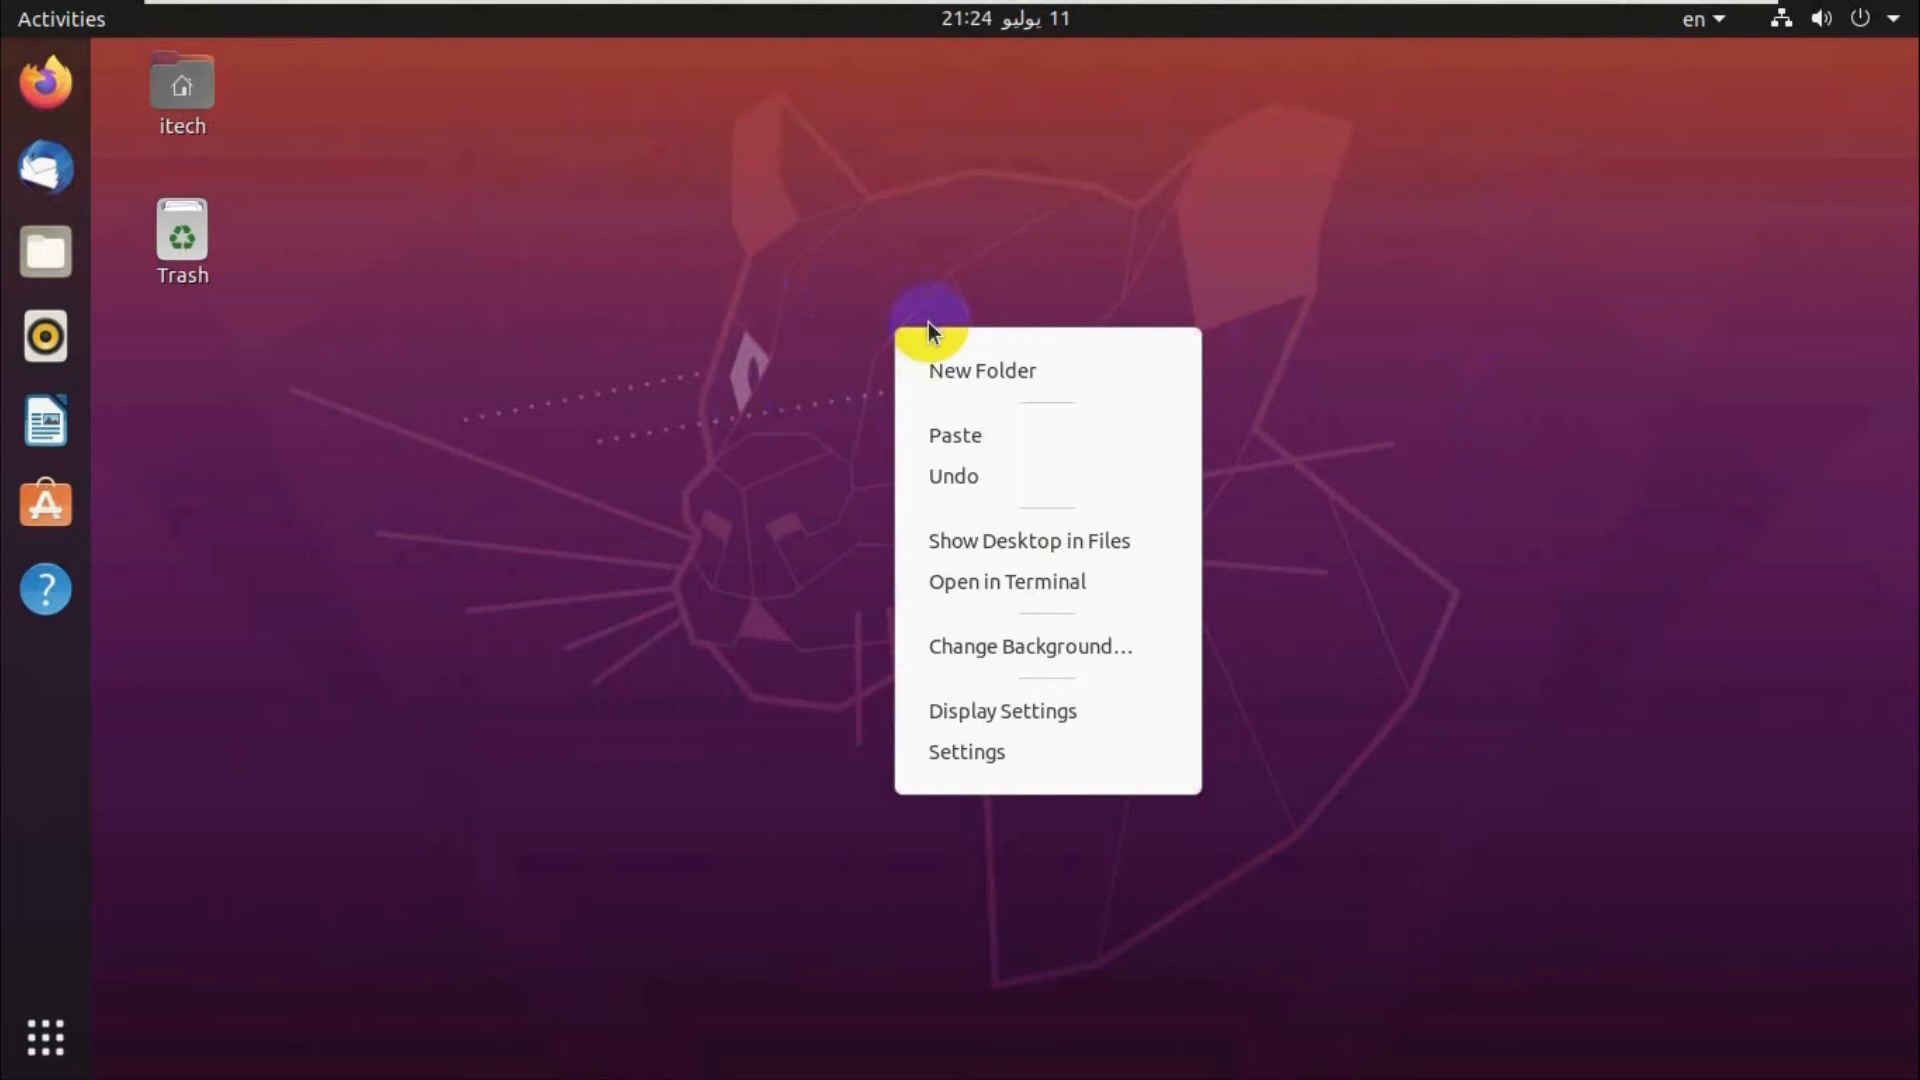 Activities
11 يوليو 21:24
en
itech
Trash
New Folder
Paste
Undo
Show Desktop in Files
Open in Terminal
Change Background...
Display Settings
Settings